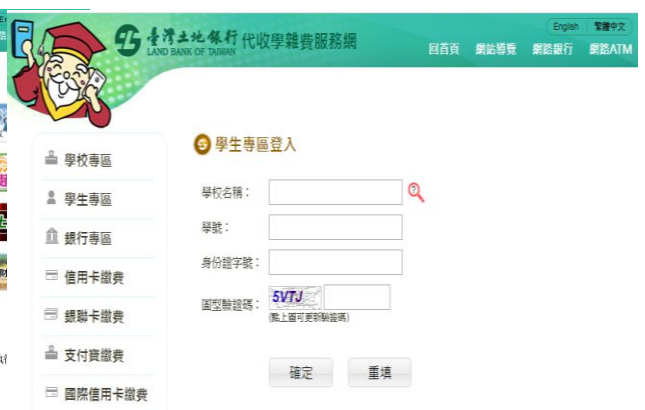 臺灣土地銀行 代收學雜費服務網
LAND BANK OF TAIWAN
English 繁體中文
回首頁 網站導覽 網路銀行 網路ATM
學生專區登入
學校專區
學生專區
銀行專區
信用卡繳費
銀聯卡繳費
支付寶繳費
國際信用卡繳費
學校名稱：
學號：
身份證字號：
圖型驗證碼： 5VTJ
(點上圖可更新驗證碼)
確定 重填